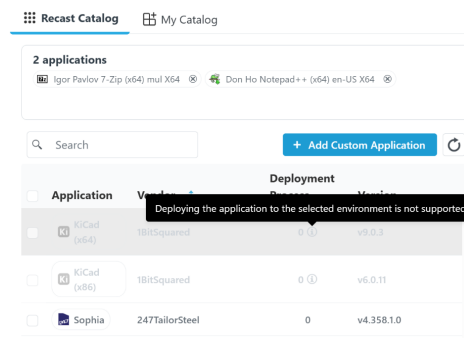 Recast Catalog
My Catalog
2 applications
Igor Pavlov 7-Zip (x64) mul X64
Don Ho Notepad++ (x64) en-US X64
Search
+ Add Custom Application
Deployment
Application
Deploying the application to the selected environment is not supported
KiCad
(x64)
1BitSquared
0
v9.0.3
KiCad
(x86)
1BitSquared
0
v6.0.11
Sophia
247TailorSteel
0
v4.358.1.0